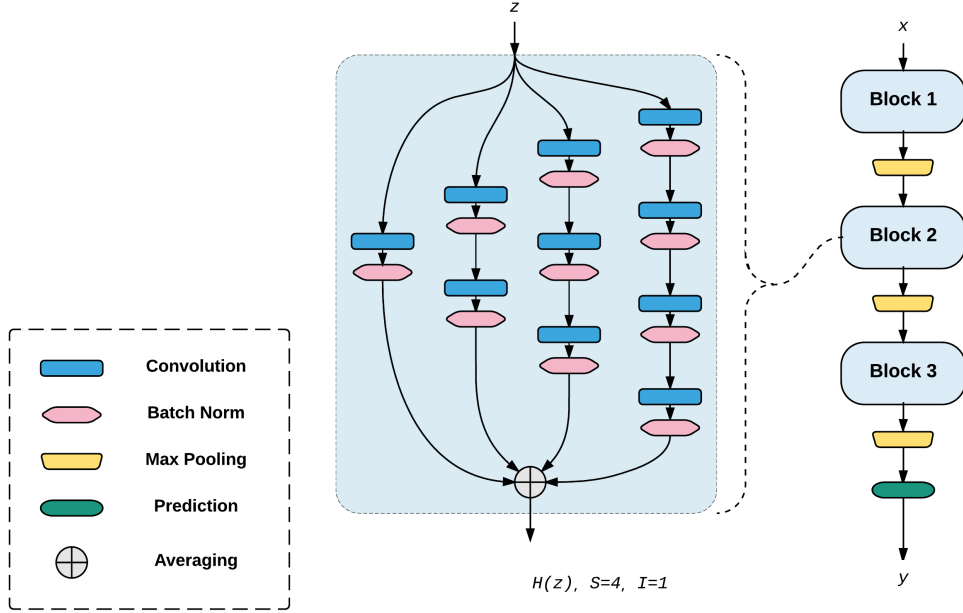 z
x
Block 1
Block 2
Block 3
Convolution
Batch Norm
Max Pooling
Prediction
Averaging
H(z), S=4, I=1
y